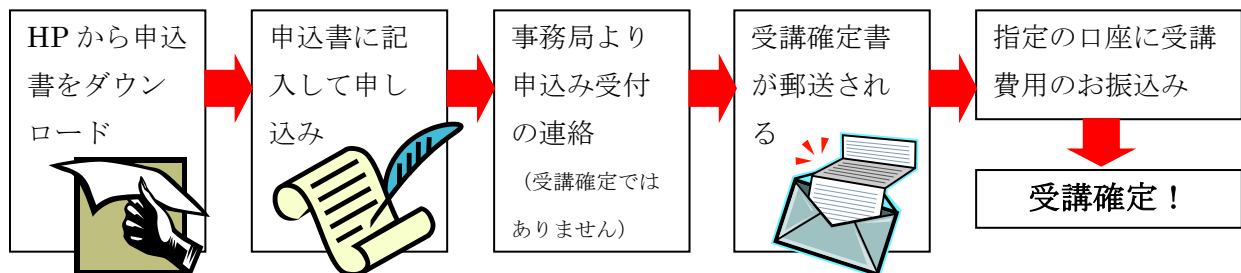 HP から申込
書をダウン
ロード
申込書に記
入して申し
込み
事務局より
申込み受付
の連絡
（受講確定では
ありません）
受講確定書
が郵送され
る
指定の口座に受講
費用のお振込み
受講確定！